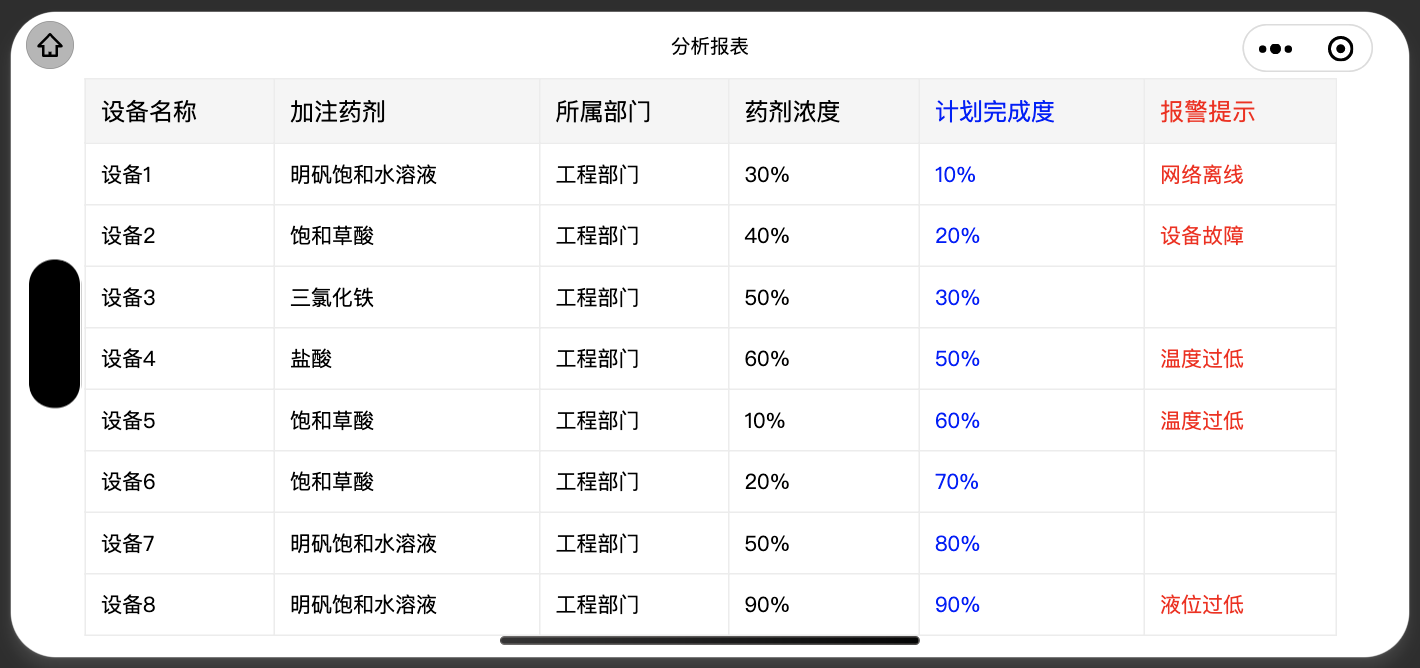 分析报表
设备名称 加注药剂 所属部门 药剂浓度 计划完成度 报警提示
设备1 明矾饱和水溶液 工程部门 30% 10% 网络离线
设备2 饱和草酸 工程部门 40% 20% 设备故障
设备3 三氯化铁 工程部门 50% 30%
设备4 盐酸 工程部门 60% 50% 温度过低
设备5 饱和草酸 工程部门 10% 60% 温度过低
设备6 饱和草酸 工程部门 20% 70%
设备7 明矾饱和水溶液 工程部门 50% 80%
设备8 明矾饱和水溶液 工程部门 90% 90% 液位过低